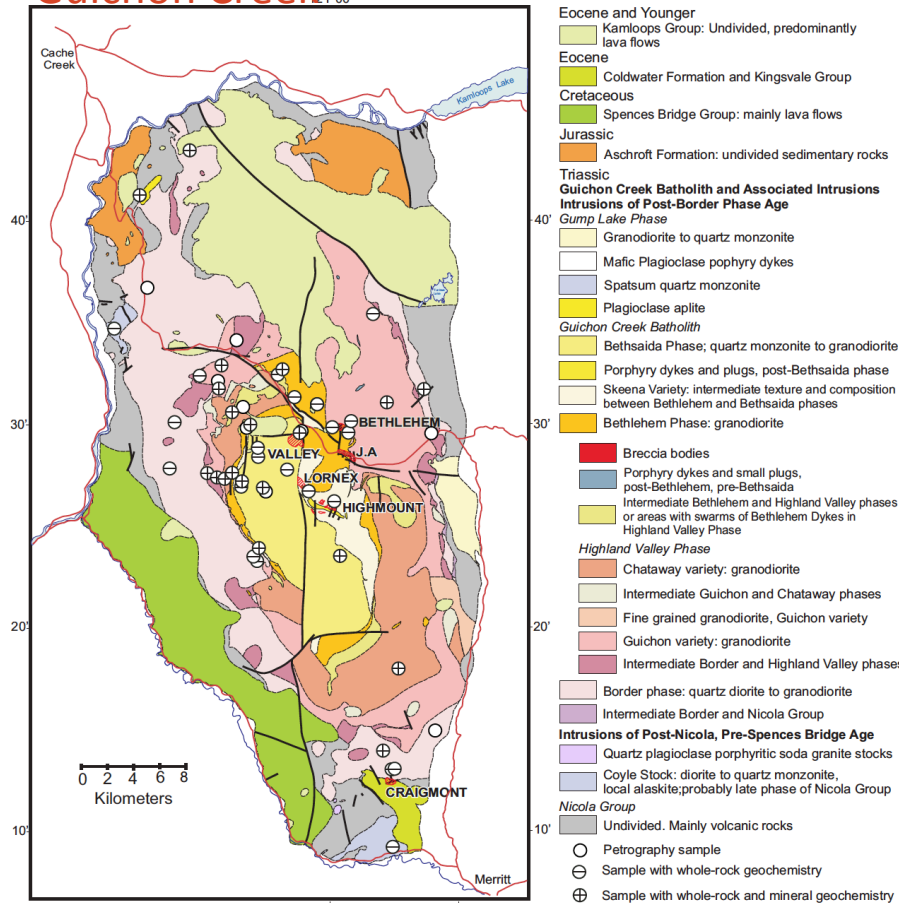 Guichon Creek
Cache
Creek
Kamloops Lake
40'
40'
30'
30'
20'
20'
10'
10'
BETHLEHEM
VALLEY
J.A
LORNEX
HIGHMOUNT
CRAIGMONT
0 2 4 6 8
Kilometers
Merritt
Eocene and Younger
Kamloops Group: Undivided, predominantly
lava flows
Eocene
Coldwater Formation and Kingsvale Group
Cretaceous
Spences Bridge Group: mainly lava flows
Jurassic
Aschroft Formation: undivided sedimentary rocks
Triassic
Guichon Creek Batholith and Associated Intrusions
Intrusions of Post-Border Phase Age
Gump Lake Phase
Granodiorite to quartz monzonite
Mafic Plagioclase pophyry dykes
Spatsum quartz monzonite
Plagioclase aplite
Guichon Creek Batholith
Bethsaida Phase; quartz monzonite to granodiorite
Porphyry dykes and plugs, post-Bethsaida phase
Skeena Variety: intermediate texture and composition
between Bethlehem and Bethsaida phases
Bethlehem Phase: granodiorite
Breccia bodies
Porphyry dykes and small plugs,
post-Bethlehem, pre-Bethsaida
Intermediate Bethlehem and Highland Valley phases
or areas with swarms of Bethlehem Dykes in
Highland Valley Phase
Highland Valley Phase
Chataway variety: granodiorite
Intermediate Guichon and Chataway phases
Fine grained granodiorite, Guichon variety
Guichon variety: granodiorite
Intermediate Border and Highland Valley phases
Border phase: quartz diorite to granodiorite
Intermediate Border and Nicola Group
Intrusions of Post-Nicola, Pre-Spences Bridge Age
Quartz plagioclase porphyritic soda granite stocks
Coyle Stock: diorite to quartz monzonite,
local alaskite;probably late phase of Nicola Group
Nicola Group
Undivided. Mainly volcanic rocks
Petrography sample
Sample with whole-rock geochemistry
Sample with whole-rock and mineral geochemistry